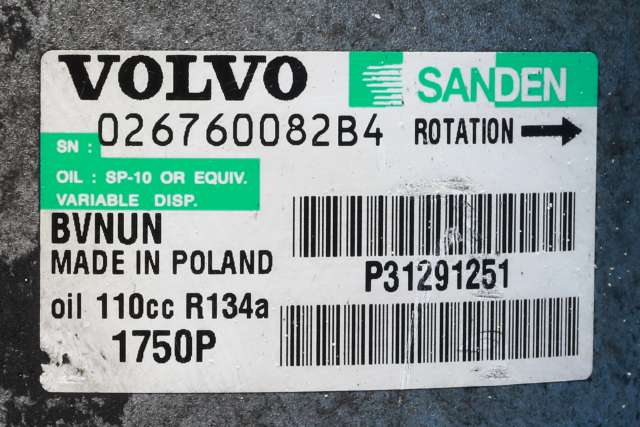 VOLVO SANDEN
SN : 026760082B4 ROTATION
OIL : SP-10 OR EQUIV.
VARIABLE DISP.
BVNUN
MADE IN POLAND
P31291251
oil 110cc R134a
1750P